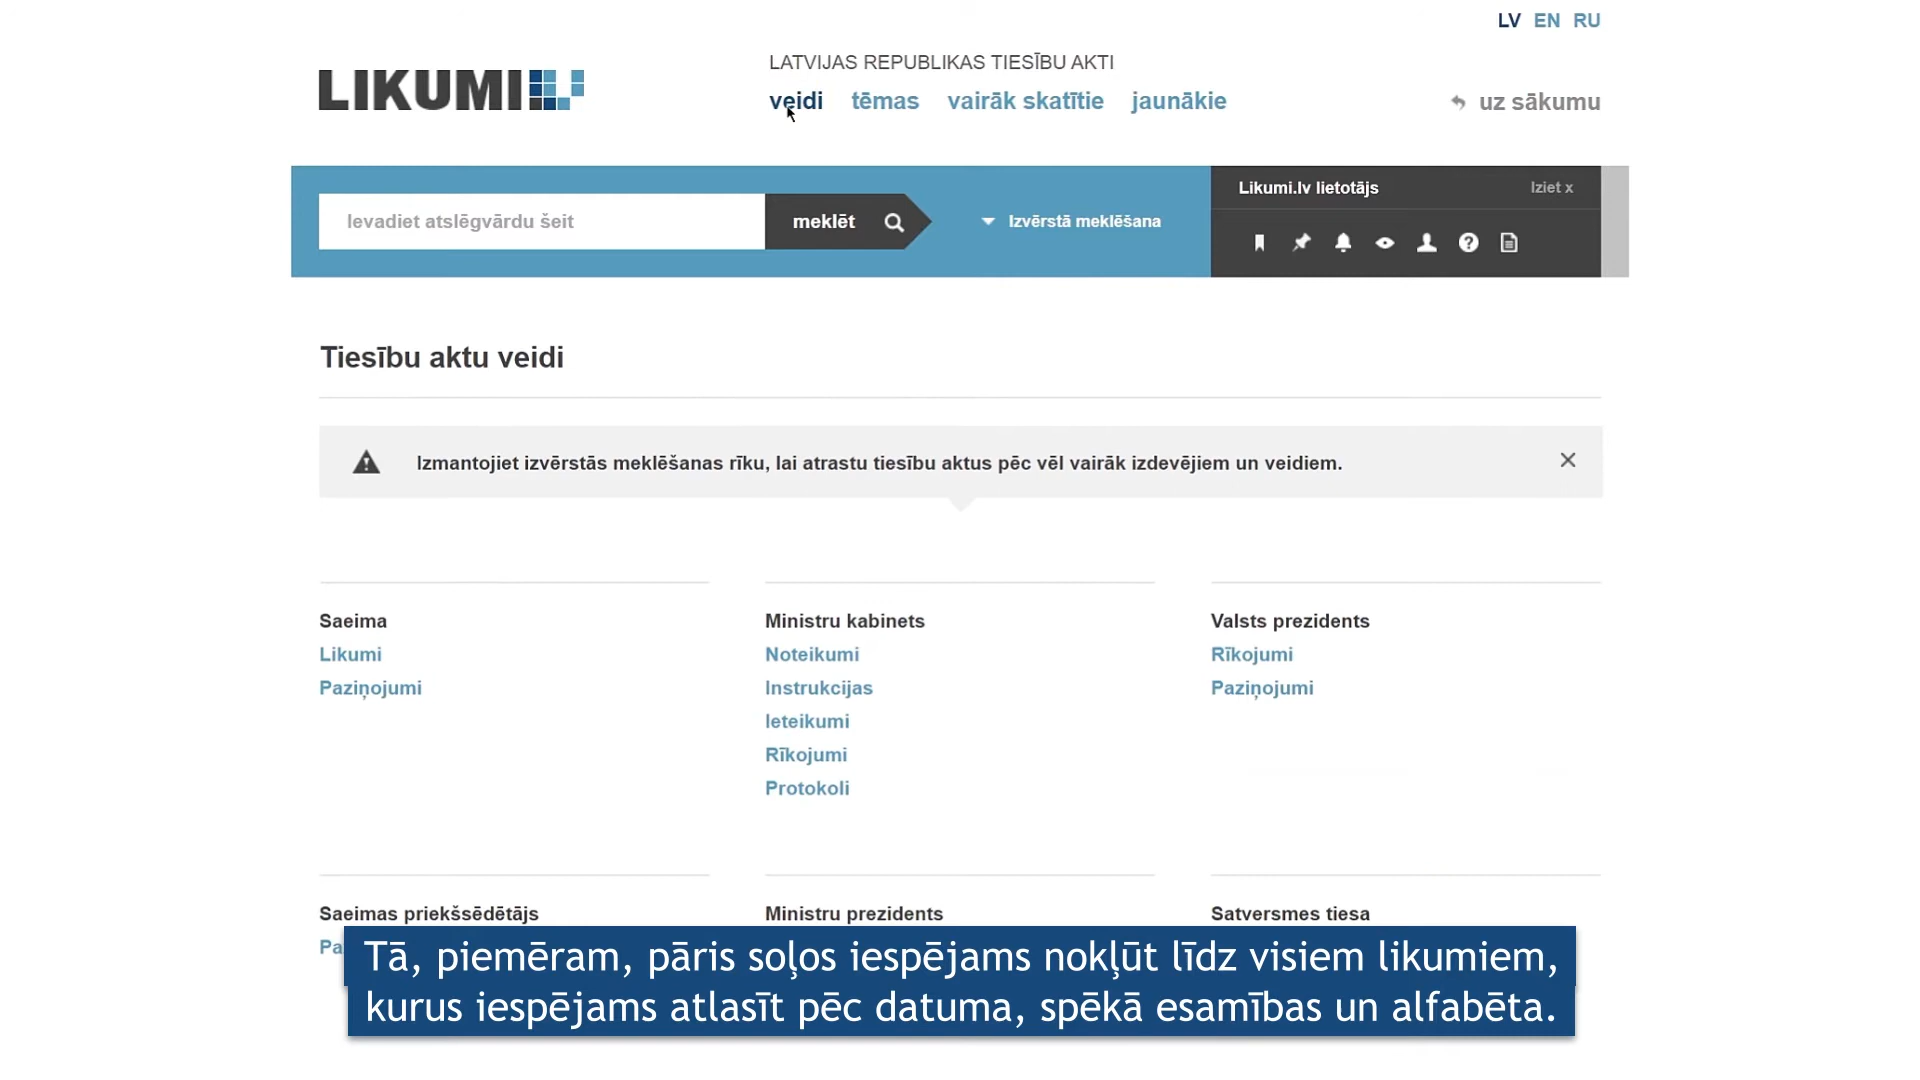 LV EN RU
LATVIJAS REPUBLIKAS TIESĪBU AKTI
LIKUMI
veidi tēmas vairāk skatītie jaunākie
uz sākumu
Ievadiet atslēgvārdu šeit
meklēt
Izvērstā meklēšana
Likumi.lv lietotājs
Iziet x
Tiesību aktu veidi
Izmantojiet izvērstās meklēšanas rīku, lai atrastu tiesību aktus pēc vēl vairāk izdevējiem un veidiem.
Saeima
Likumi
Paziņojumi
Ministru kabinets
Noteikumi
Instrukcijas
Ieteikumi
Rīkojumi
Protokoli
Valsts prezidents
Rīkojumi
Paziņojumi
Saeimas priekšsēdētājs
Pa
Ministru prezidents
Satversmes tiesa
Tā, piemēram, pāris soļos iespējams nokļūt līdz visiem likumiem,
kurus iespējams atlasīt pēc datuma, spēkā esamības un alfabēta.